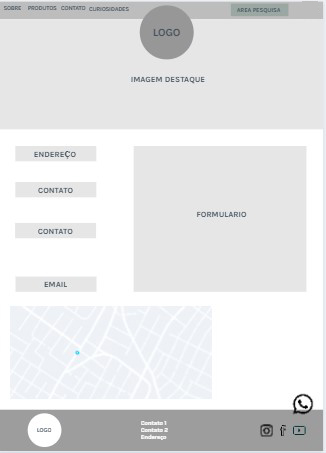 SOBRE PRODUTOS CONTATO CURIOSIDADES
AREA PESQUISA
LOGO
IMAGEM DESTAQUE
ENDEREÇO
CONTATO
CONTATO
EMAIL
FORMULARIO
LOGO
Contato 1
Contato 2
Endereço